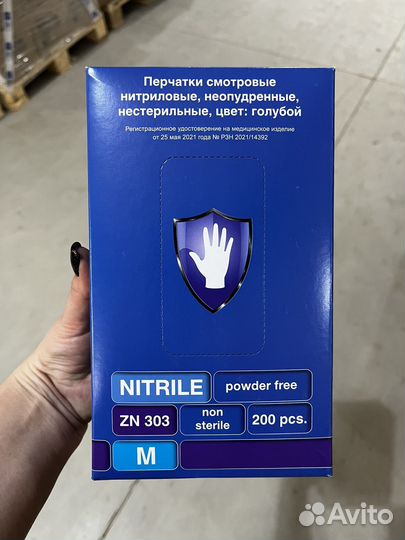 Перчатки смотровые
нитриловые, неопудренные,
нестерильные, цвет: голубой
Регистрационное удостоверение на медицинское изделие
от 25 мая 2021 года № РЗН 2021/14392
NITRILE
powder free
ZN 303
non
sterile
200 pcs.
M
Avito